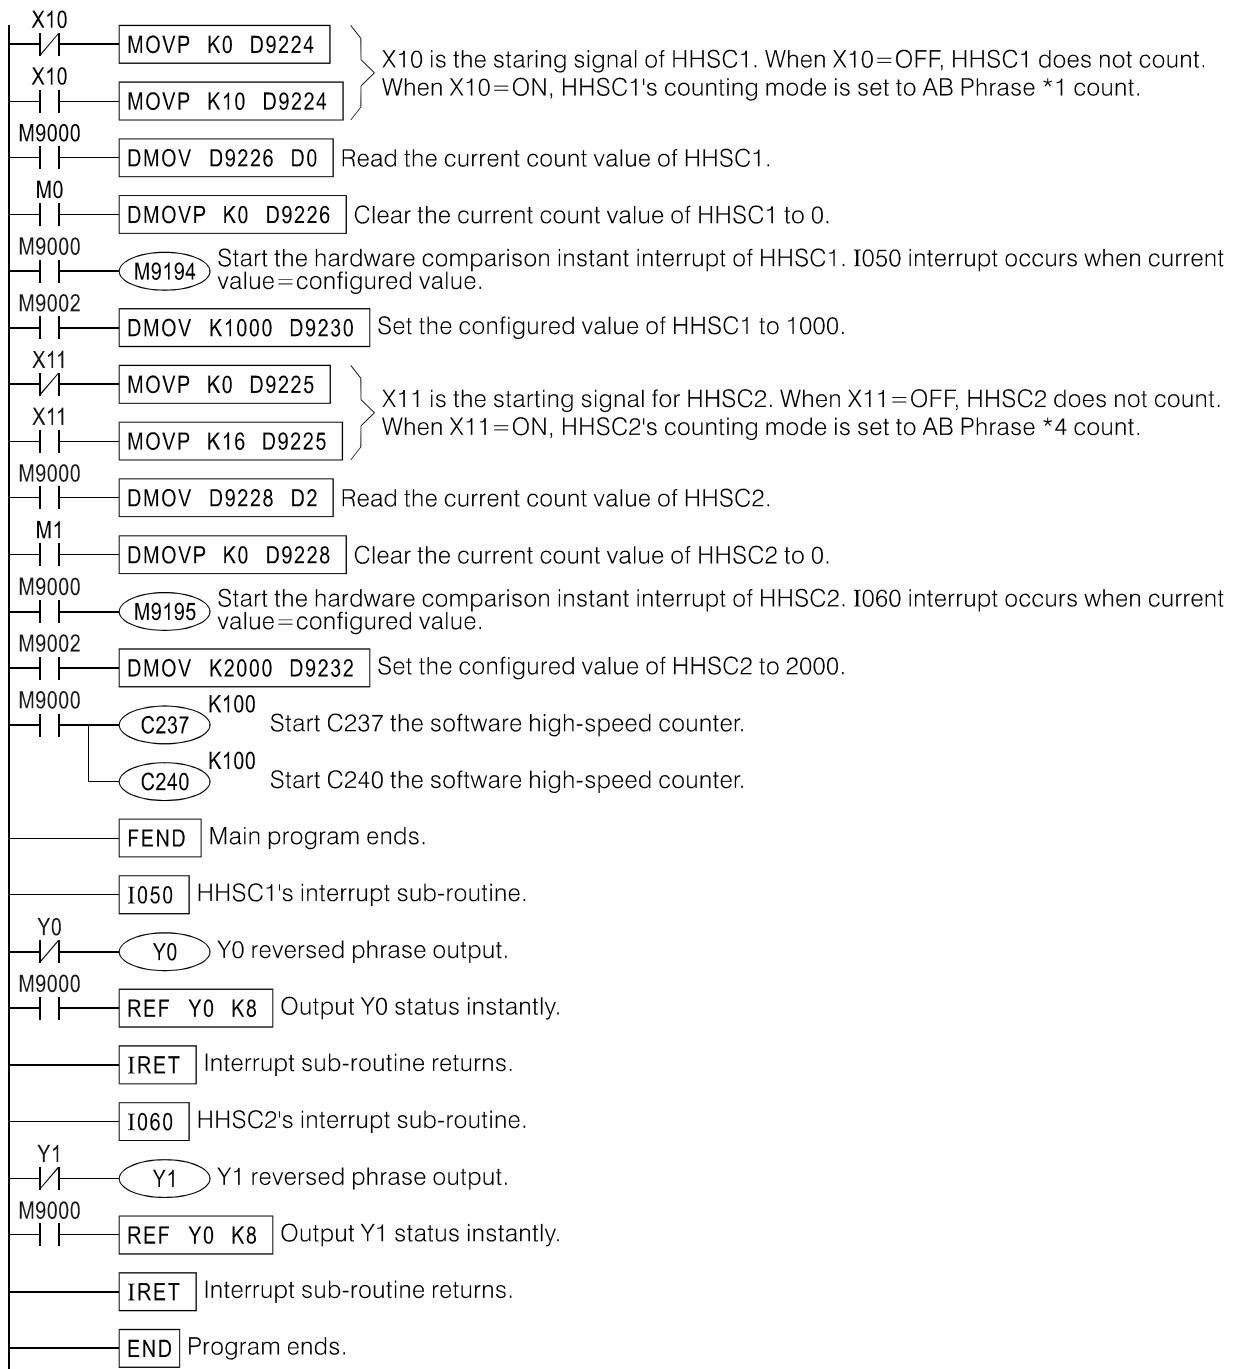 X10
MOVP K0 D9224
X10 is the staring signal of HHSC1. When X10=OFF, HHSC1 does not count.
When X10=ON, HHSC1's counting mode is set to AB Phrase *1 count.
X10
MOVP K10 D9224
M9000
DMOV D9226 D0 Read the current count value of HHSC1.
M0
DMOVP K0 D9226 Clear the current count value of HHSC1 to 0.
M9000
M9194 Start the hardware comparison instant interrupt of HHSC1. I050 interrupt occurs when current
value=configured value.
M9002
DMOV K1000 D9230 Set the configured value of HHSC1 to 1000.
X11
MOVP K0 D9225
X11 is the starting signal for HHSC2. When X11=OFF, HHSC2 does not count.
When X11=ON, HHSC2's counting mode is set to AB Phrase *4 count.
X11
MOVP K16 D9225
M9000
DMOV D9228 D2 Read the current count value of HHSC2.
M1
DMOVP K0 D9228 Clear the current count value of HHSC2 to 0.
M9000
M9195 Start the hardware comparison instant interrupt of HHSC2. I060 interrupt occurs when current
value=configured value.
M9002
DMOV K2000 D9232 Set the configured value of HHSC2 to 2000.
M9000
C237 K100 Start C237 the software high-speed counter.
C240 K100 Start C240 the software high-speed counter.
FEND Main program ends.
I050 HHSC1's interrupt sub-routine.
Y0
Y0 Y0 reversed phrase output.
M9000
REF Y0 K8 Output Y0 status instantly.
IRET Interrupt sub-routine returns.
I060 HHSC2's interrupt sub-routine.
Y1
Y1 Y1 reversed phrase output.
M9000
REF Y0 K8 Output Y1 status instantly.
IRET Interrupt sub-routine returns.
END Program ends.